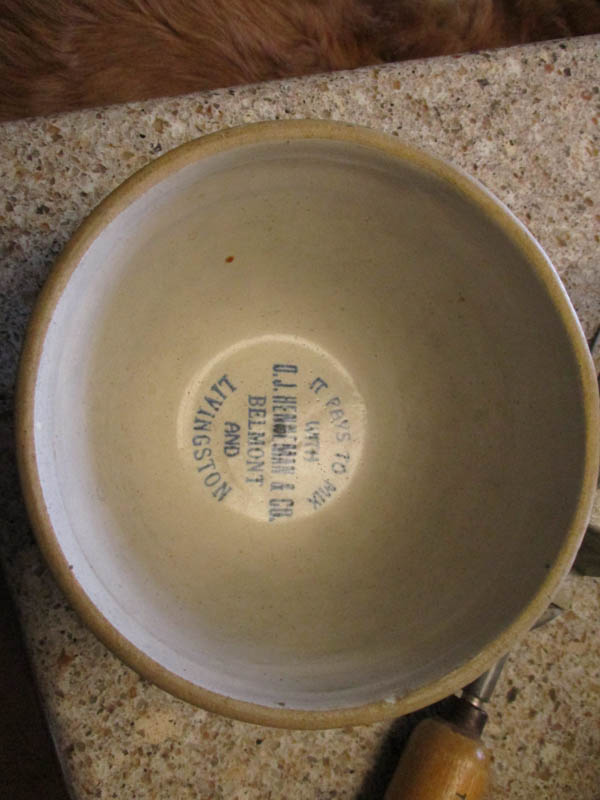 IT PAYS TO MIX
WITH
O.J. & CO.
BELMONT
AND
LIVINGSTON